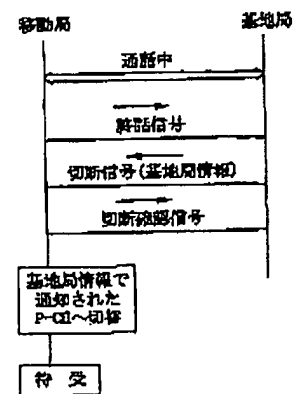 移動局
基地局
通話中
終話信号
切断信号(基地局情報)
切断確認信号
基地局情報で
通知された
P-CHへ切替
待受